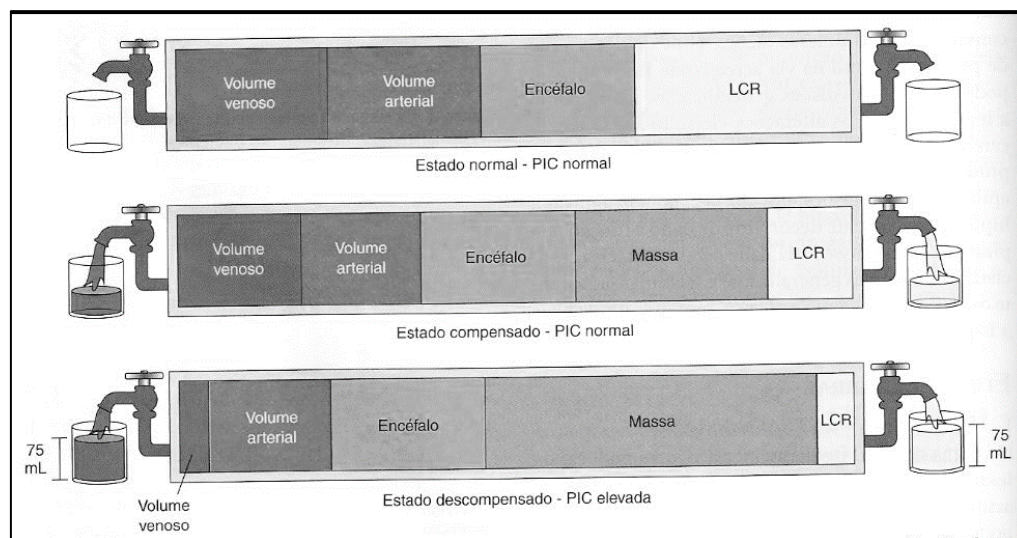 Volume
venoso
Volume
arterial
Encéfalo
LCR
Estado normal - PIC normal
Volume
venoso
Volume
arterial
Encéfalo
Massa
LCR
Estado compensado - PIC normal
75
mL
Volume
arterial
Encéfalo
Massa
LCR
75
mL
Volume
venoso
Estado descompensado - PIC elevada